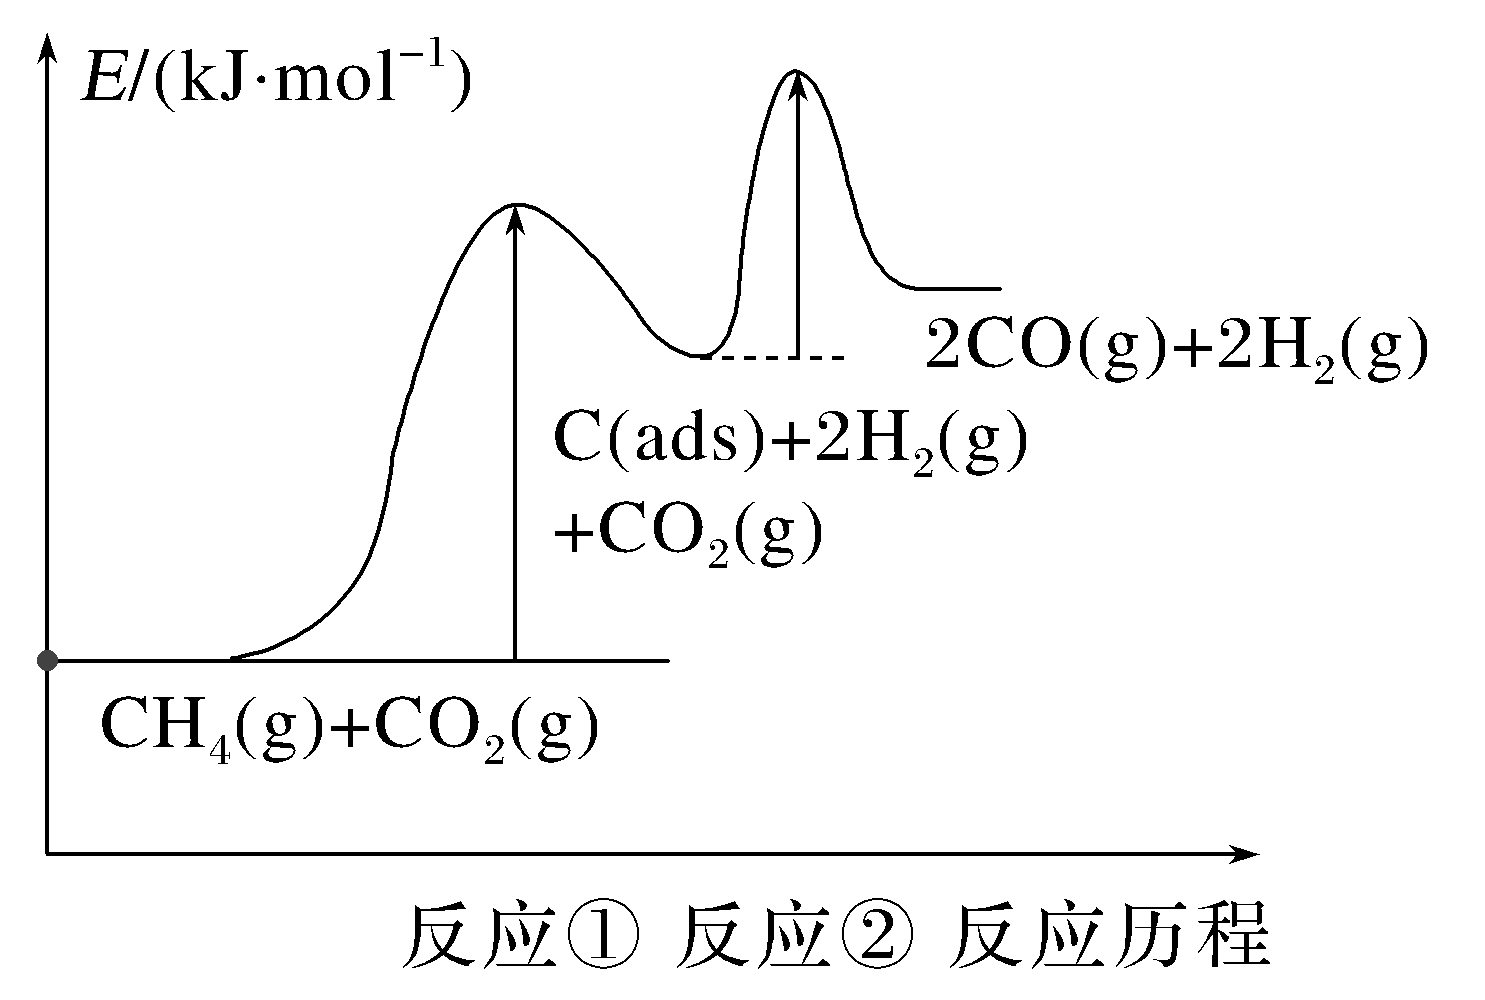 E/(kJ·mol⁻¹)
2CO(g)+2H₂(g)
C(ads)+2H₂(g)
+CO₂(g)
CH₄(g)+CO₂(g)
反应① 反应② 反应历程